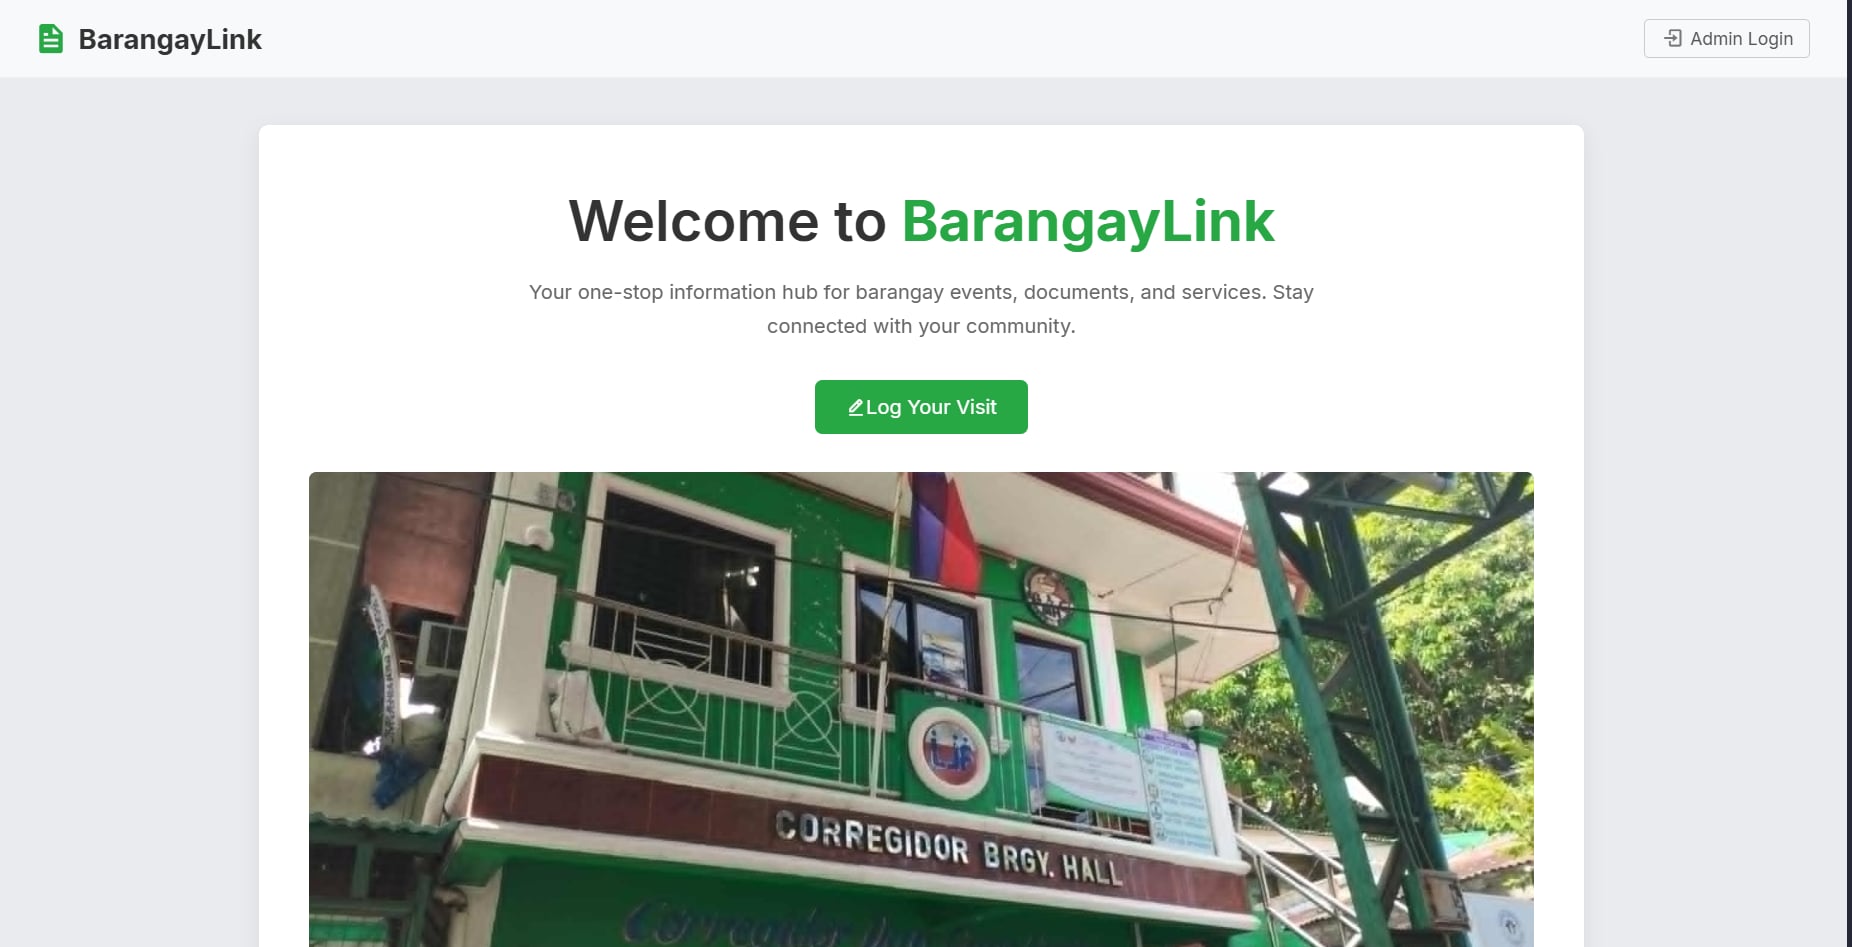 BarangayLink
Admin Login
Welcome to BarangayLink
Your one-stop information hub for barangay events, documents, and services. Stay
connected with your community.
Log Your Visit
CORREGIDOR BRGY. HALL
Corregidor